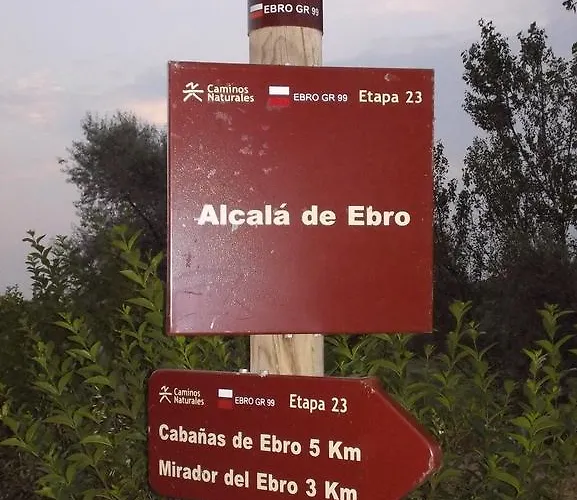 EBRO GR 99
Caminos Naturales EBRO GR 99 Etapa 23
Alcalá de Ebro
Caminos Naturales EBRO GR 99 Etapa 23
Cabañas de Ebro 5 Km
Mirador del Ebro 3 Km